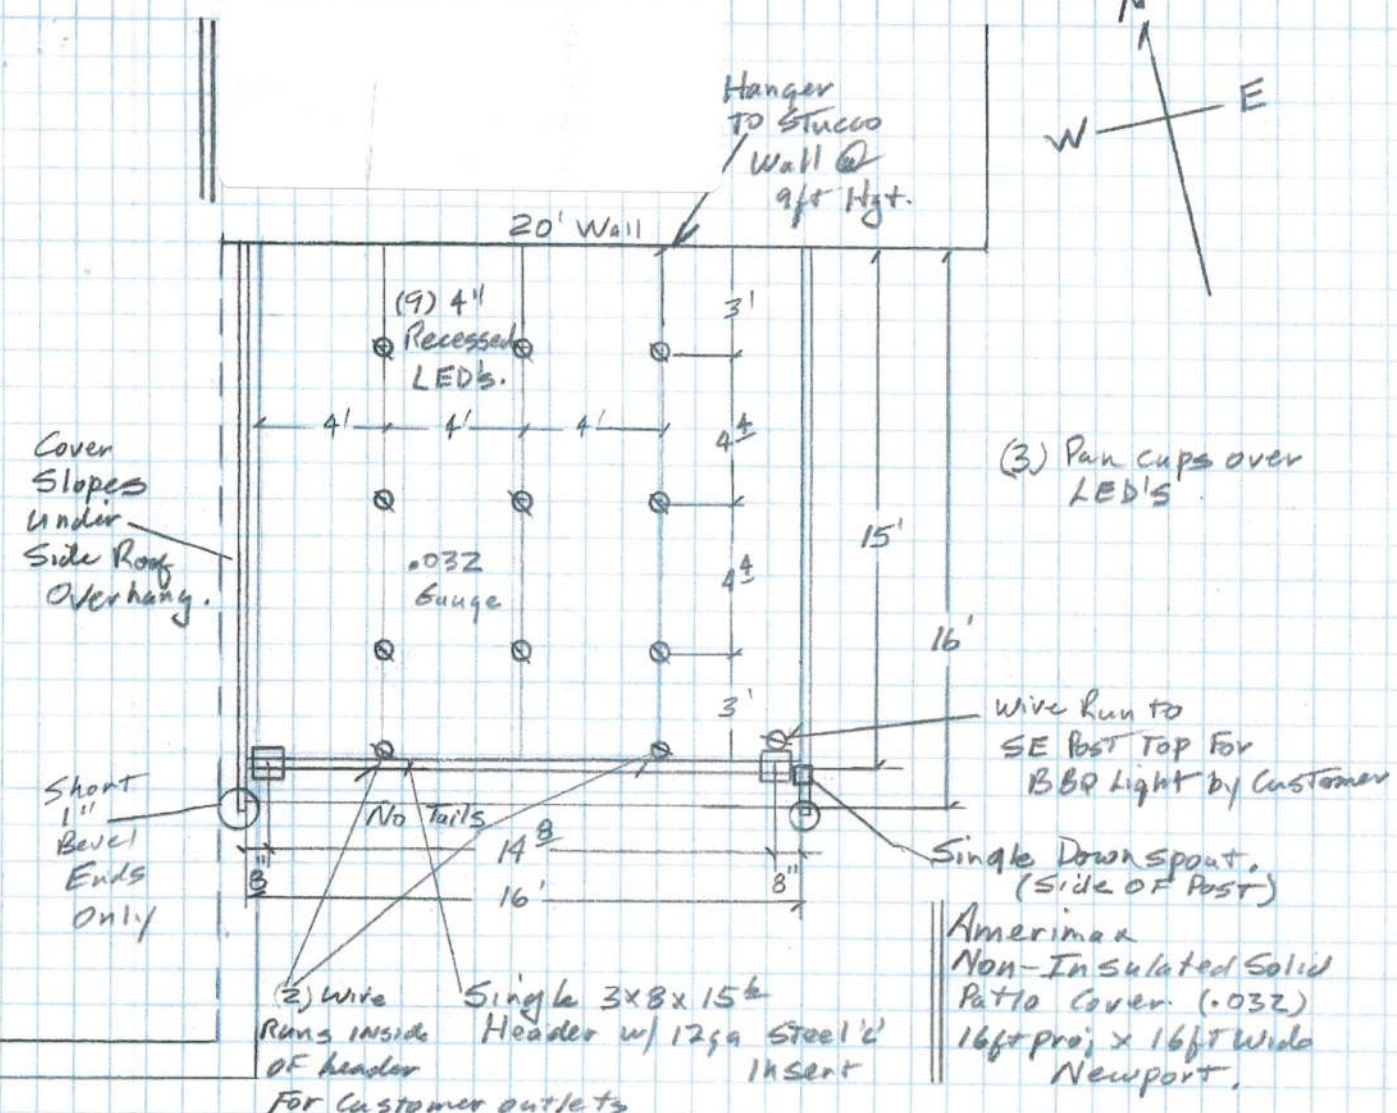 N
W
E
Hanger
TO Stucco
Wall @
9ft Hgt.
20' Wall
(9) 4"
Recessed
LED's.
3'
4' 4' 4'
4 4
Cover
Slopes
Under
Side Roof
Overhang.
(3) Pan cups over
LED's
15'
.032
Gauge
4 4
16'
3'
Wire Run to
SE Post Top For
BBQ Light by Customer
Short
1"
Bevel
Ends
Only
No Tails
14 8
8" 8"
16'
Single Downspout.
(Side OF Post)
(2) Wire
Runs inside
OF header
For Customer outlets
Single 3x8x15
Header w/ 12ga Steel 'C'
Insert
Amerimax
Non-Insulated Solid
Patio Cover. (.032)
16ft proj x 16ft Wide
Newport.